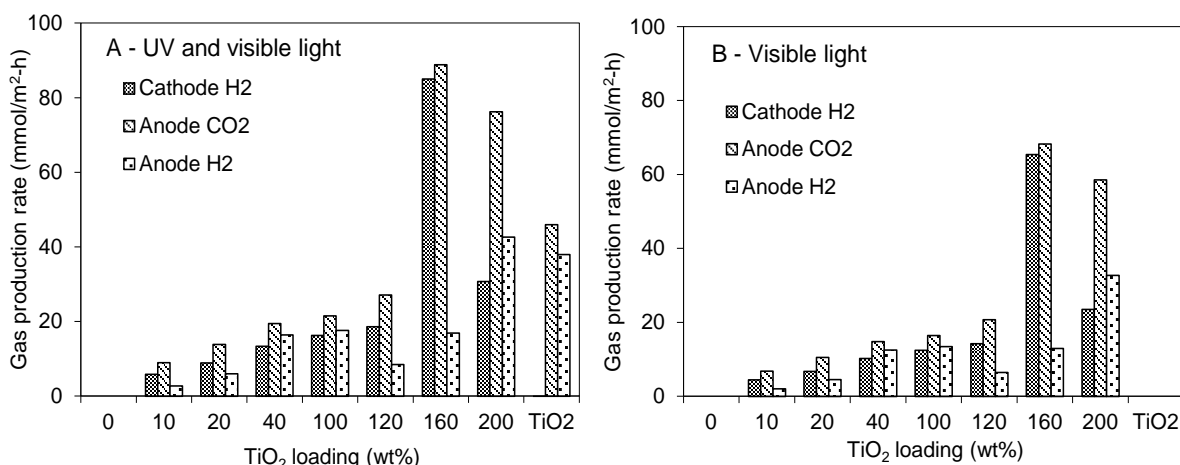 A - UV and visible light
Cathode H2
Anode CO2
Anode H2
Gas production rate (mmol/m²-h)
100
80
60
40
20
0
0 10 20 40 100 120 160 200 TiO2
TiO₂ loading (wt%)
B - Visible light
Cathode H2
Anode CO2
Anode H2
Gas production rate (mmol/m²-h)
100
80
60
40
20
0
0 10 20 40 100 120 160 200 TiO2
TiO₂ loading (wt%)